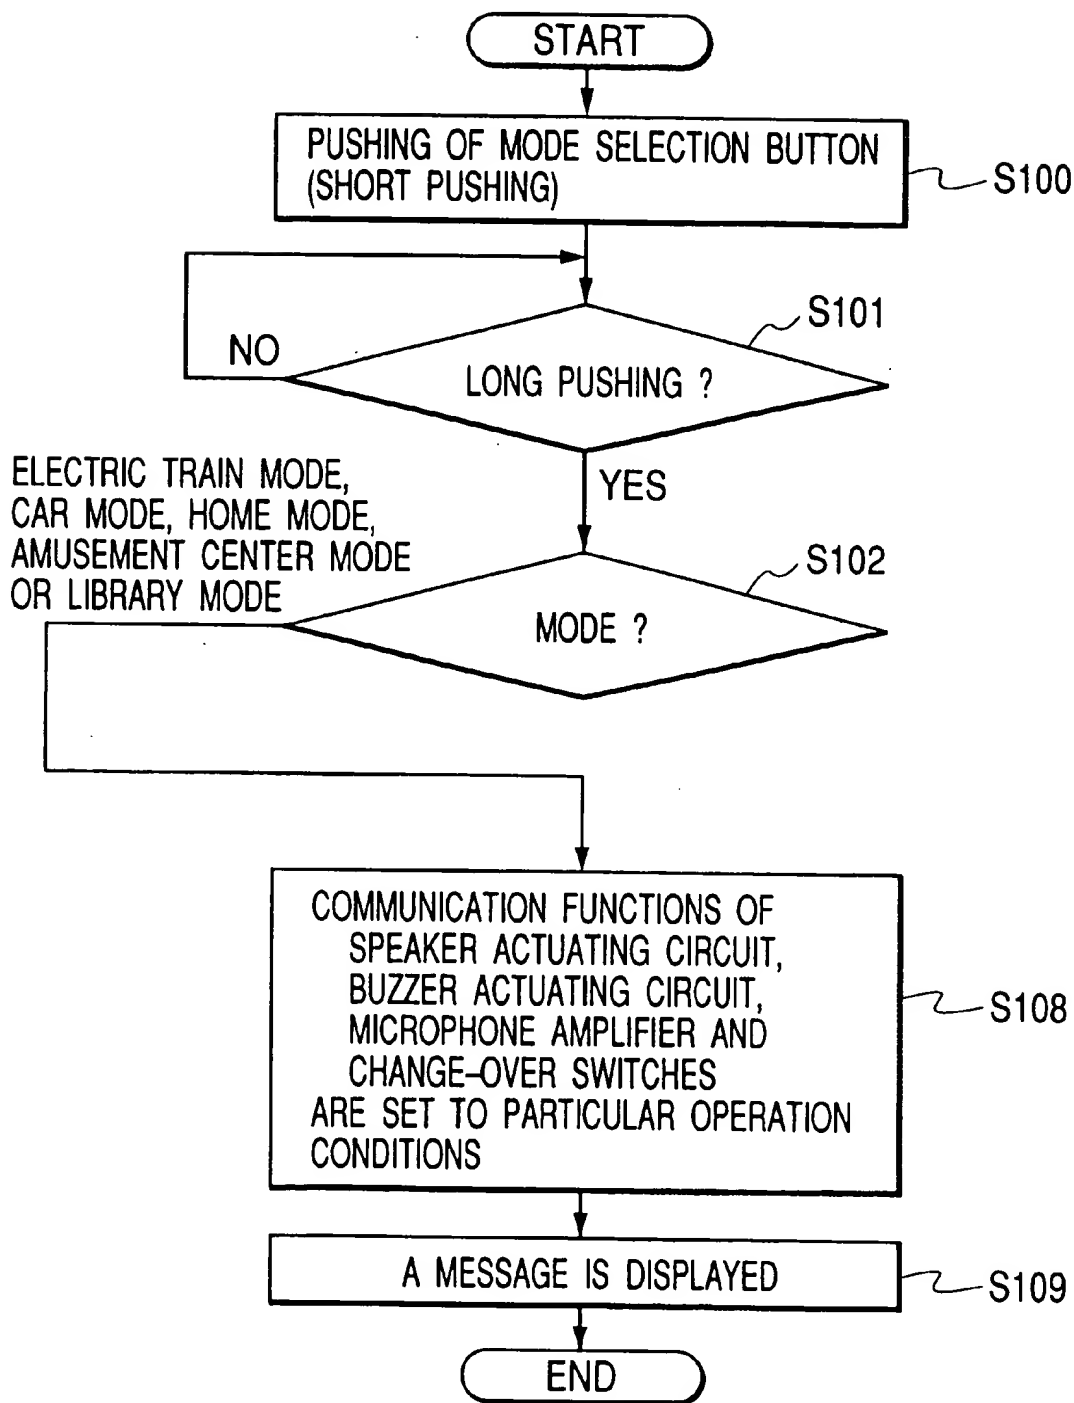 START
PUSHING OF MODE SELECTION BUTTON
(SHORT PUSHING)
S100
S101
NO
LONG PUSHING ?
YES
ELECTRIC TRAIN MODE,
CAR MODE, HOME MODE,
AMUSEMENT CENTER MODE
OR LIBRARY MODE
S102
MODE ?
COMMUNICATION FUNCTIONS OF
SPEAKER ACTUATING CIRCUIT,
BUZZER ACTUATING CIRCUIT,
MICROPHONE AMPLIFIER AND
CHANGE–OVER SWITCHES
ARE SET TO PARTICULAR OPERATION
CONDITIONS
S108
A MESSAGE IS DISPLAYED
S109
END